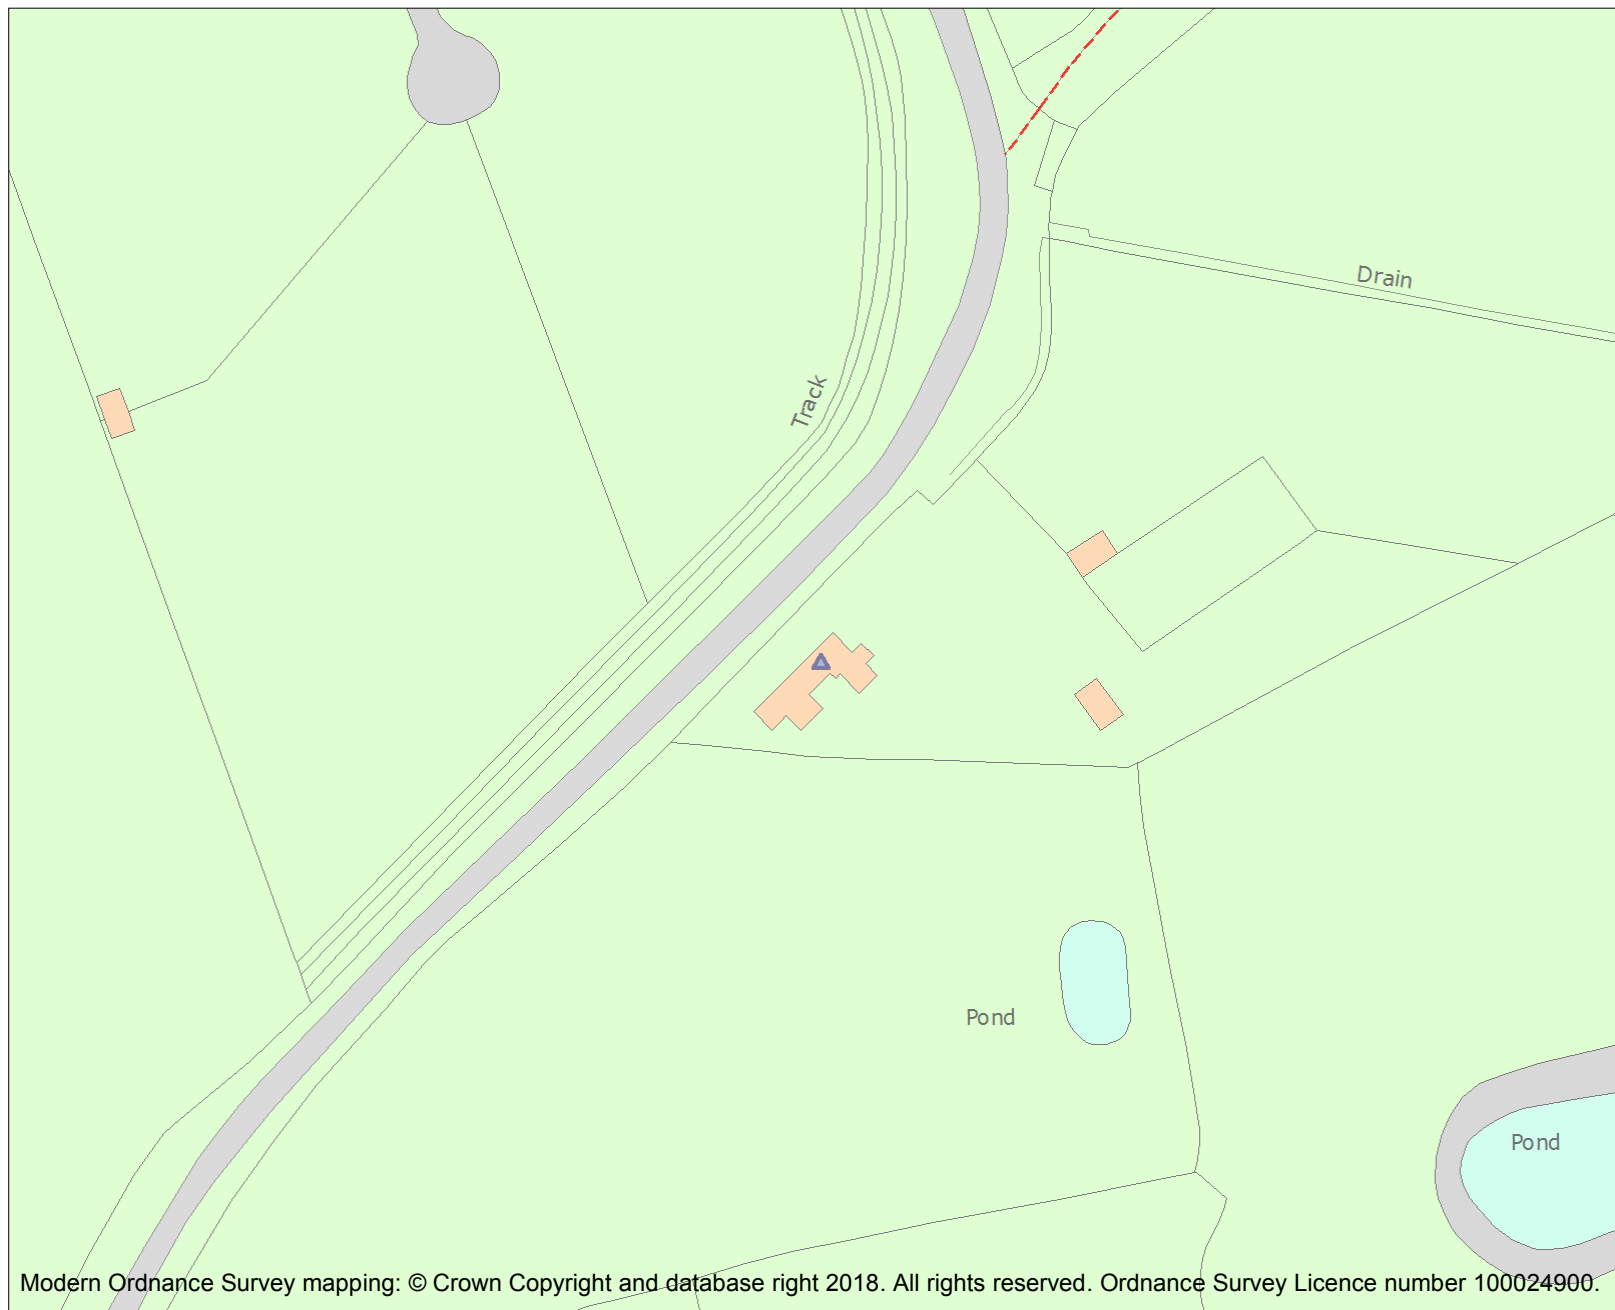 Drain
Track
Pond
Pond
Modern Ordnance Survey mapping: © Crown Copyright and database right 2018. All rights reserved. Ordnance Survey Licence number 100024900.